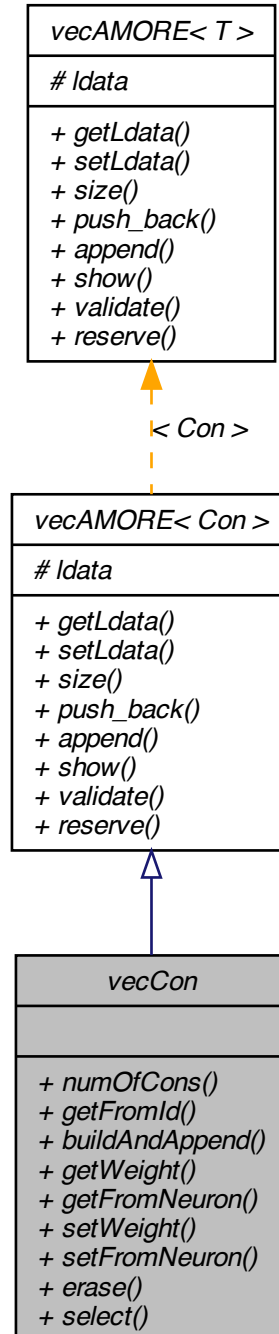 vecAMORE< T >
# ldata
+ getLdata()
+ setLdata()
+ size()
+ push_back()
+ append()
+ show()
+ validate()
+ reserve()
< Con >
vecAMORE< Con >
# ldata
+ getLdata()
+ setLdata()
+ size()
+ push_back()
+ append()
+ show()
+ validate()
+ reserve()
vecCon
+ numOfCons()
+ getFromId()
+ buildAndAppend()
+ getWeight()
+ getFromNeuron()
+ setWeight()
+ setFromNeuron()
+ erase()
+ select()